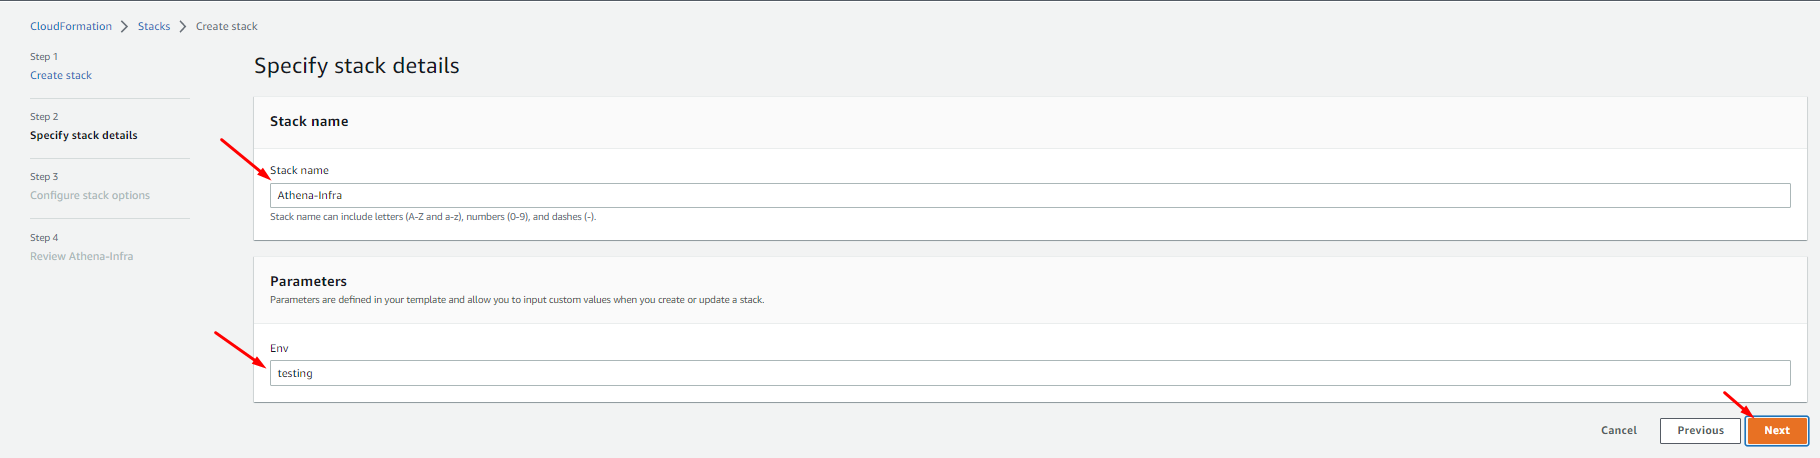 CloudFormation > Stacks > Create stack
Step 1
Create stack
Step 2
Specify stack details
Step 3
Configure stack options
Step 4
Review Athena-Infra
Specify stack details
Stack name
Stack name
Athena-Infra
Stack name can include letters (A-Z and a-z), numbers (0-9), and dashes (-).
Parameters
Parameters are defined in your template and allow you to input custom values when you create or update a stack.
Env
testing
Cancel Previous Next